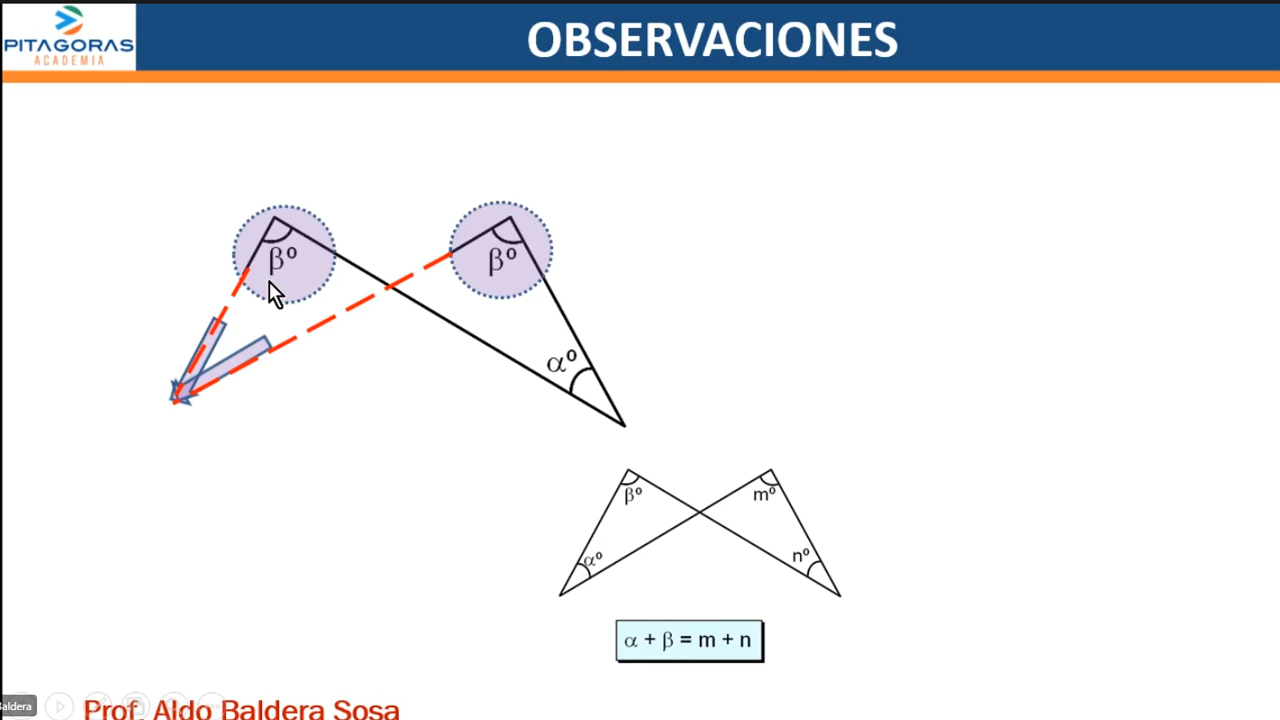 OBSERVACIONES
PITAGORAS
ACADEMIA
β° β°
α°
β° m°
α° n°
α + β = m + n
Baldera
Prof. Aldo Baldera Sosa